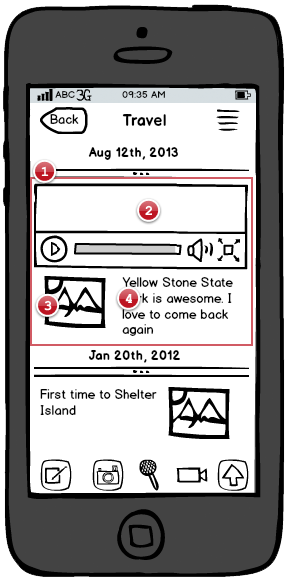 ABC 3G 09:35 AM
Back Travel
Aug 12th, 2013
1
2
Yellow Stone State
3 4 rk is awesome. I
love to come back
again
Jan 20th, 2012
First time to Shelter
Island